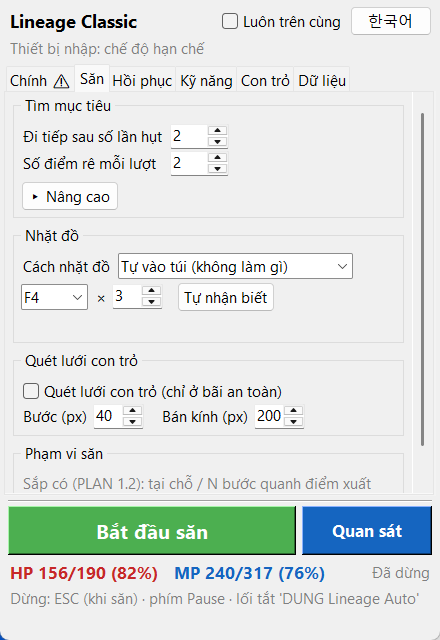 Lineage Classic
Luôn trên cùng
한국어
Thiết bị nhập: chế độ hạn chế
Chính ⚠ Săn Hồi phục Kỹ năng Con trỏ Dữ liệu
Tìm mục tiêu
Đi tiếp sau số lần hụt 2
Số điểm rê mỗi lượt 2
▸ Nâng cao
Nhặt đồ
Cách nhặt đồ Tự vào túi (không làm gì)
F4 × 3 Tự nhận biết
Quét lưới con trỏ
Quét lưới con trỏ (chỉ ở bãi an toàn)
Bước (px) 40 Bán kính (px) 200
Phạm vi săn
Sắp có (PLAN 1.2): tại chỗ / N bước quanh điểm xuất
Bắt đầu săn Quan sát
HP 156/190 (82%) MP 240/317 (76%) Đã dừng
Dừng: ESC (khi săn) · phím Pause · lối tắt 'DUNG Lineage Auto'